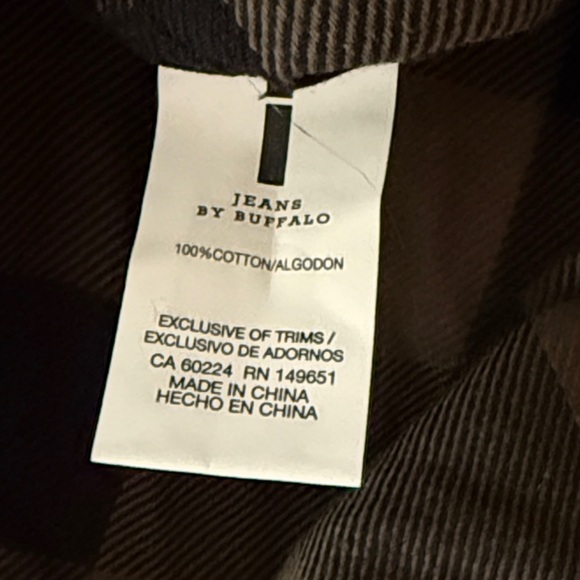 I
JEANS
BY BUFFALO
100%COTTON/ALGODON
EXCLUSIVE OF TRIMS /
EXCLUSIVO DE ADORNOS
CA 60224 RN 149651
MADE IN CHINA
HECHO EN CHINA